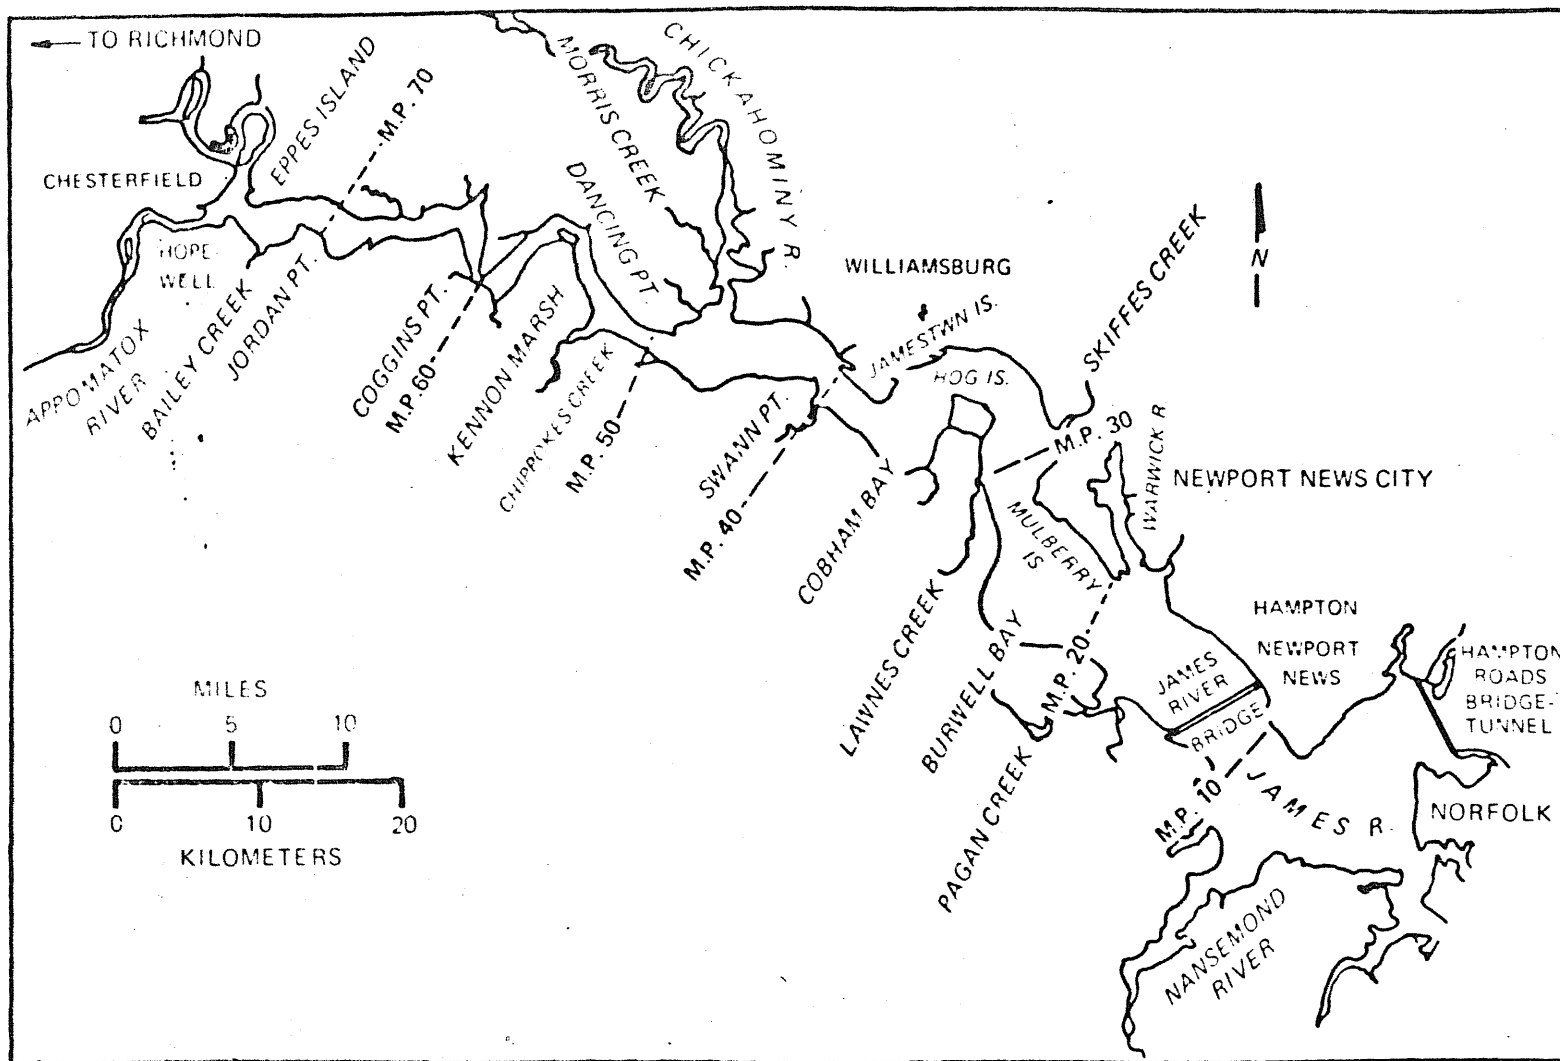 TO RICHMOND
EPPES ISLAND
M.P. 70
MORRIS CREEK
CHICKAHOMINY R.
CHESTERFIELD
DANCING PT.
HOPE-
WELL
APPOMATOX
RIVER
BAILEY CREEK
JORDAN PT.
COGGINS PT.
M.P. 60
KENNON MARSH
CHIPPOKES CREEK
M.P. 50
SWANN PT.
M.P. 40
WILLIAMSBURG
JAMESTWN IS.
HOG IS.
SKIFFES CREEK
N
M.P. 30
WARWICK R.
NEWPORT NEWS CITY
COBHAM BAY
MULBERRY
IS.
LAWNES CREEK
BURWELL BAY
M.P. 20
PAGAN CREEK
JAMES
RIVER
BRIDGE
HAMPTON
NEWPORT
NEWS
HAMPTON
ROADS
BRIDGE-
TUNNEL
M.P. 10
JAMES R.
NORFOLK
NANSEMOND
RIVER
MILES
0 5 10
0 10 20
KILOMETERS